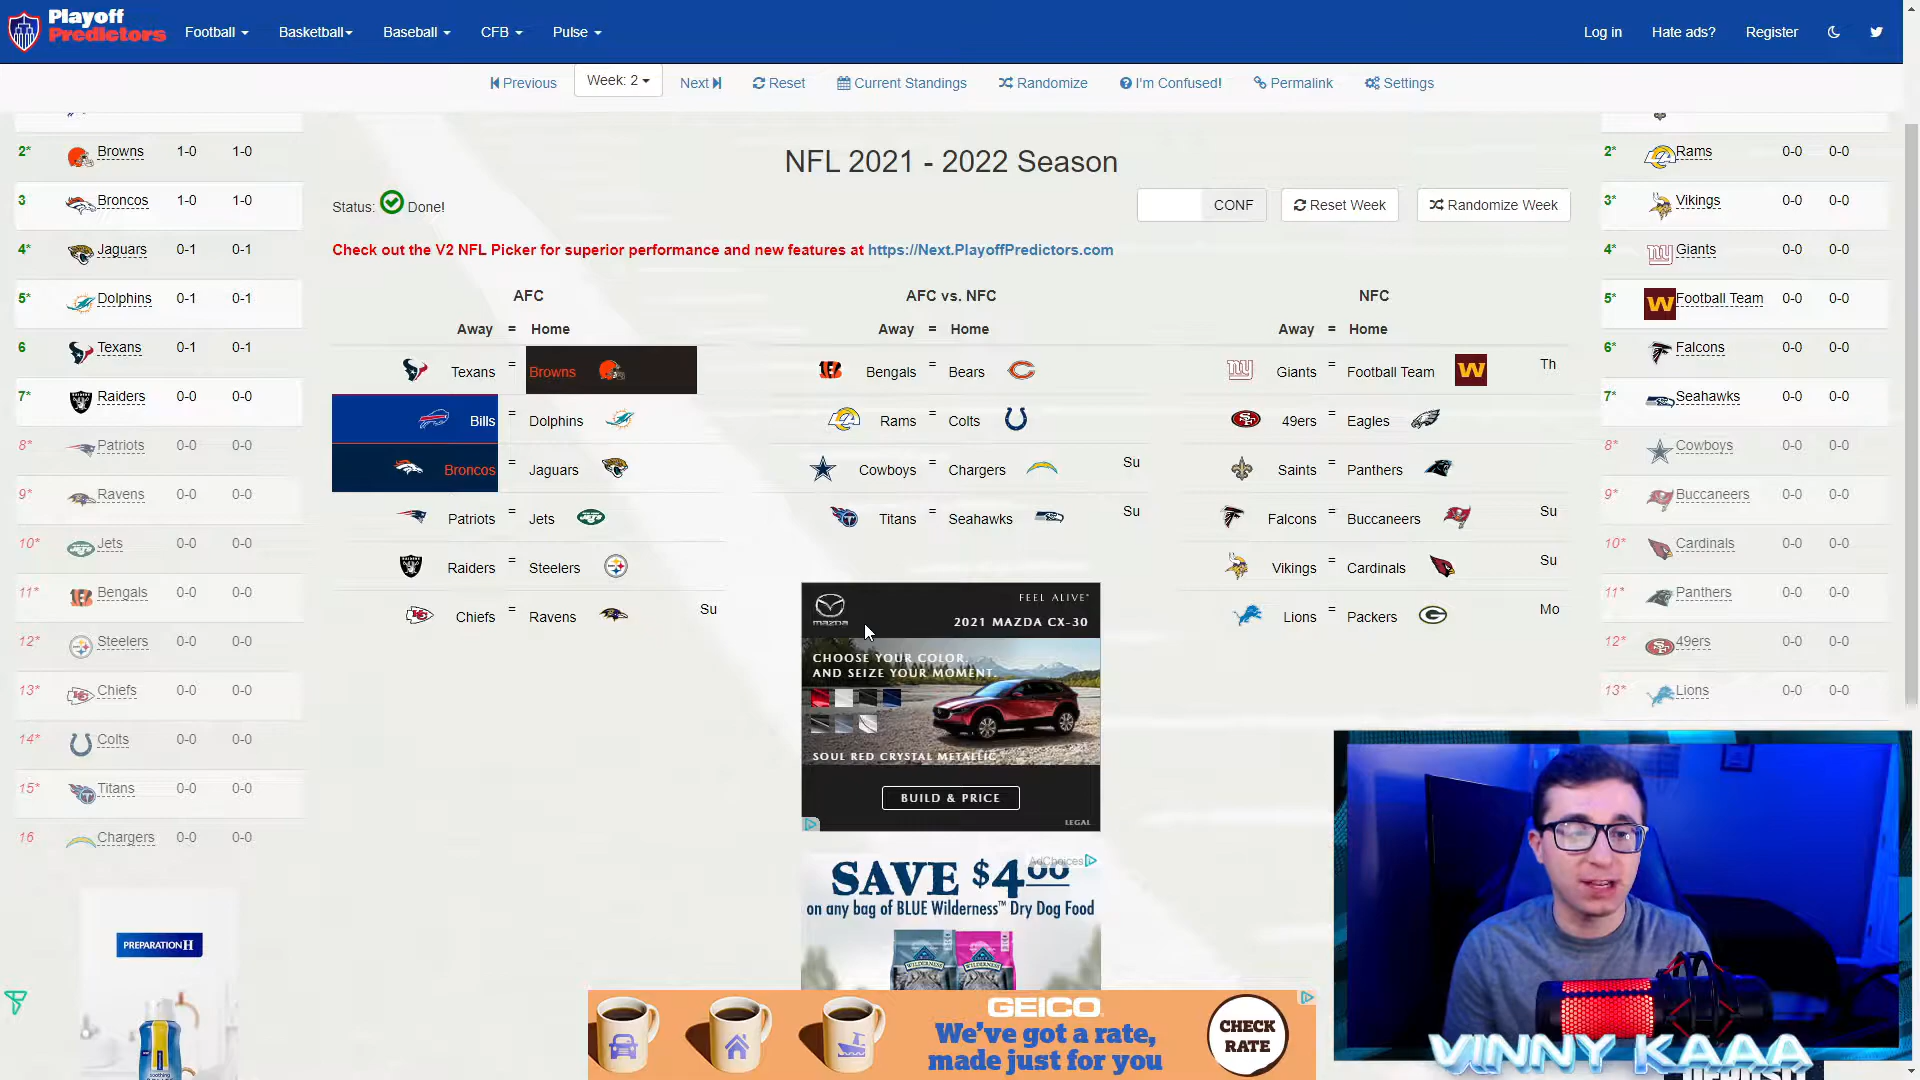 Playoff Predictors
Football Basketball Baseball CFB Pulse Log in Hate ads? Register
Previous Week: 2 Next Reset Current Standings Randomize I'm Confused! Permalink Settings
2* Browns 1-0 1-0
3 Broncos 1-0 1-0
4* Jaguars 0-1 0-1
5* Dolphins 0-1 0-1
6 Texans 0-1 0-1
7* Raiders 0-0 0-0
8* Patriots 0-0 0-0
9* Ravens 0-0 0-0
10* Jets 0-0 0-0
11* Bengals 0-0 0-0
12* Steelers 0-0 0-0
13* Chiefs 0-0 0-0
14* Colts 0-0 0-0
15* Titans 0-0 0-0
16 Chargers 0-0 0-0
PREPARATION H
NFL 2021 - 2022 Season
Status: Done! CONF Reset Week Randomize Week
Check out the V2 NFL Picker for superior performance and new features at https://Next.PlayoffPredictors.com
AFC
Away = Home
Texans = Browns
Bills = Dolphins
Broncos = Jaguars
Patriots = Jets
Raiders = Steelers
Chiefs = Ravens Su
AFC vs. NFC
Away = Home
Bengals = Bears
Rams = Colts
Cowboys = Chargers Su
Titans = Seahawks Su
NFC
Away = Home
Giants = Football Team W Th
49ers = Eagles
Saints = Panthers
Falcons = Buccaneers Su
Vikings = Cardinals Su
Lions = Packers Mo
mazda
FEEL ALIVE
2021 MAZDA CX-30
CHOOSE YOUR COLOR,
AND SEIZE YOUR MOMENT.
SOUL RED CRYSTAL METALLIC
BUILD & PRICE
LEGAL
AdChoices
SAVE $4.00
on any bag of BLUE Wilderness™ Dry Dog Food
WILDERNESS WILDERNESS
GEICO
We've got a rate,
made just for you
CHECK
RATE
2* Rams 0-0 0-0
3* Vikings 0-0 0-0
4* Giants 0-0 0-0
5* W Football Team 0-0 0-0
6* Falcons 0-0 0-0
7* Seahawks 0-0 0-0
8* Cowboys 0-0 0-0
9* Buccaneers 0-0 0-0
10* Cardinals 0-0 0-0
11* Panthers 0-0 0-0
12* 49ers 0-0 0-0
13* Lions 0-0 0-0
VINNY KAAA